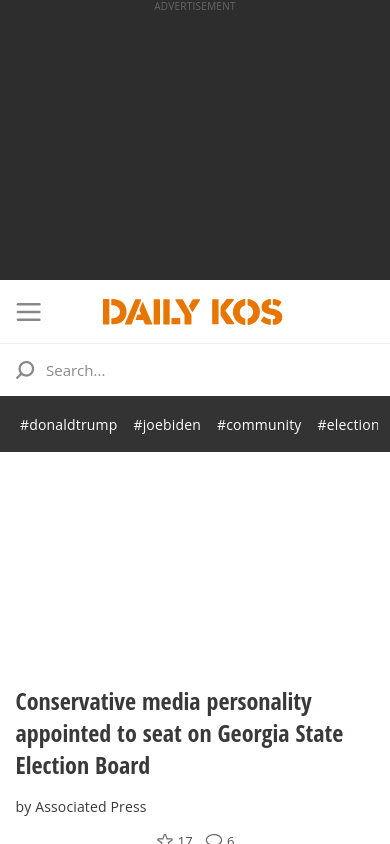 ADVERTISEMENT
DAILY KOS
Search...
#donaldtrump #joebiden #community #election
Conservative media personality
appointed to seat on Georgia State
Election Board
by Associated Press
17 6